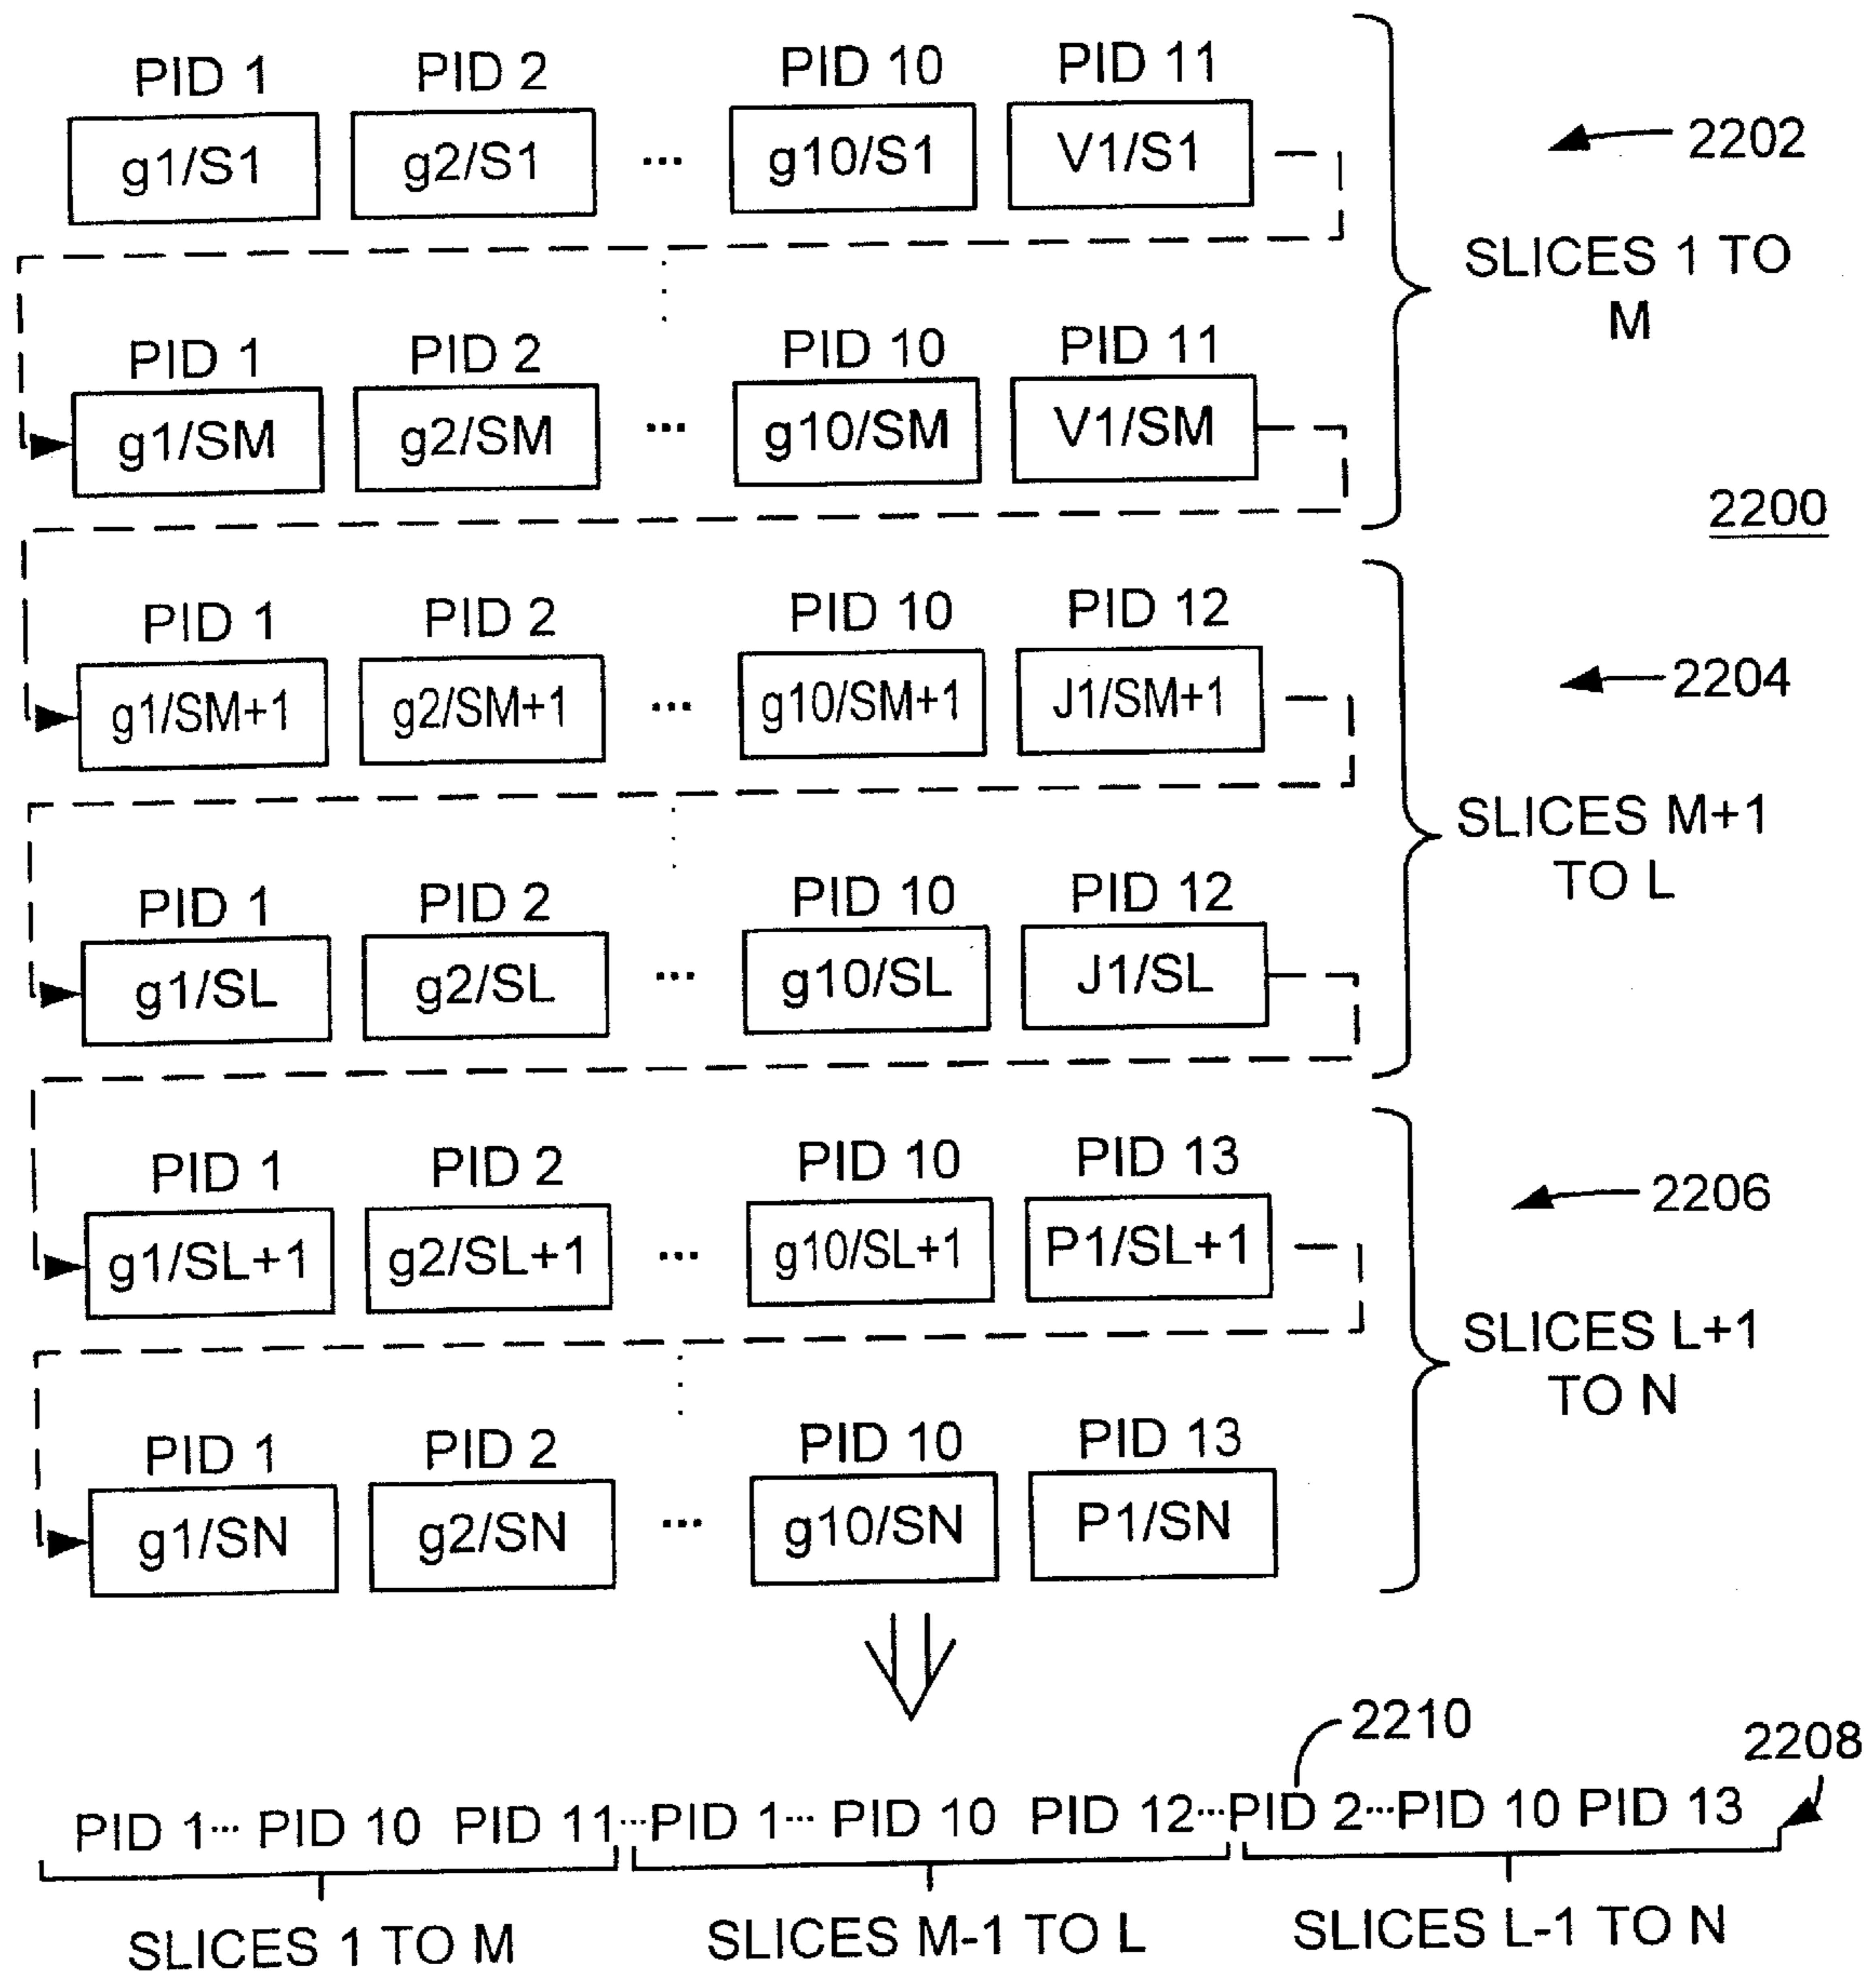 PID 1 PID 2 PID 10 PID 11
g1/S1 g2/S1 ... g10/S1 V1/S1
2202
SLICES 1 TO
M
PID 1 PID 2 PID 10 PID 11
g1/SM g2/SM ... g10/SM V1/SM
2200
PID 1 PID 2 PID 10 PID 12
g1/SM+1 g2/SM+1 ... g10/SM+1 J1/SM+1
2204
SLICES M+1
TO L
PID 1 PID 2 PID 10 PID 12
g1/SL g2/SL ... g10/SL J1/SL
PID 1 PID 2 PID 10 PID 13
g1/SL+1 g2/SL+1 ... g10/SL+1 P1/SL+1
2206
SLICES L+1
TO N
PID 1 PID 2 PID 10 PID 13
g1/SN g2/SN ... g10/SN P1/SN
2210
2208
PID 1... PID 10 PID 11...PID 1... PID 10 PID 12...PID 2...PID 10 PID 13
SLICES 1 TO M SLICES M-1 TO L SLICES L-1 TO N